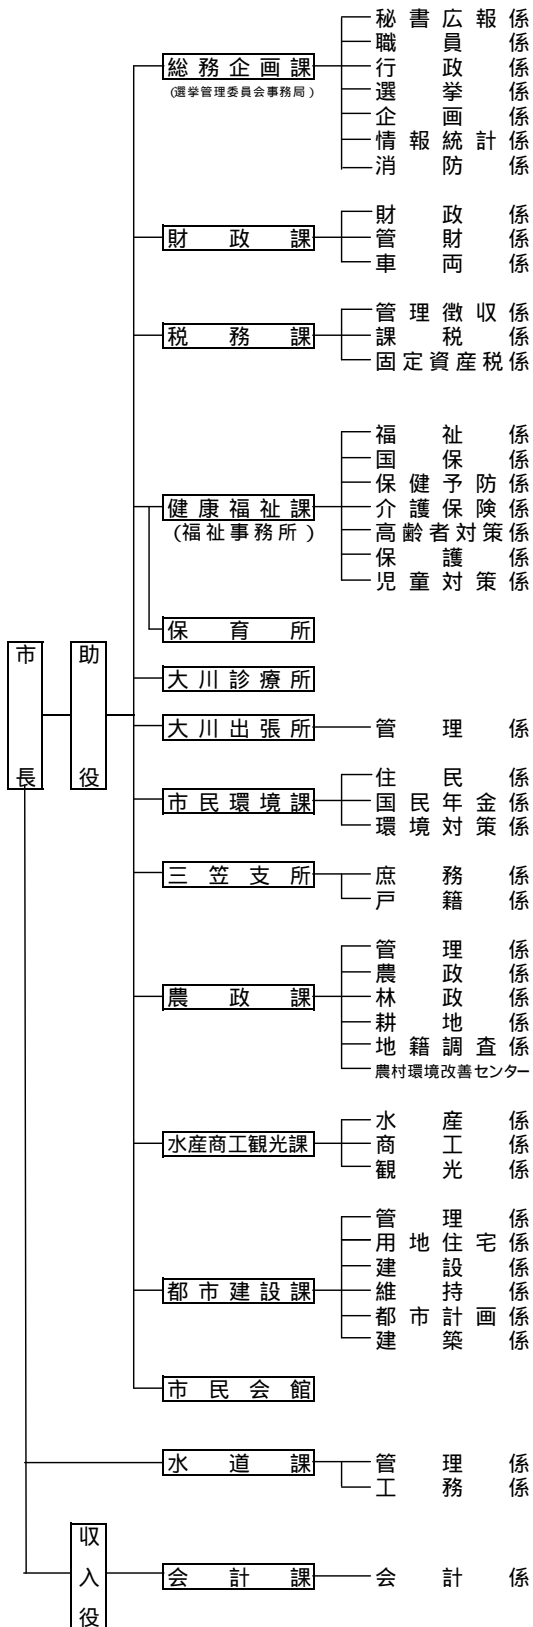 市長
助役
総務企画課
(選挙管理委員会事務局)
秘書広報係
職員係
行政係
選挙係
企画係
情報統計係
消防係
財政課
財政係
管財係
車両係
税務課
管理徴収係
課税係
固定資産税係
健康福祉課
(福祉事務所)
福祉係
国保係
保健予防係
介護保険係
高齢者対策係
保護係
児童対策係
保育所
大川診療所
大川出張所
管理係
市民環境課
住民係
国民年金係
環境対策係
三笠支所
庶務係
戸籍係
農政課
管理係
農政係
林政係
耕地係
地籍調査係
農村環境改善センター
水産商工観光課
水産係
商工係
観光係
都市建設課
管理係
用地住宅係
建設係
維持係
都市計画係
建築係
市民会館
水道課
管理係
工務係
収入役
会計課
会計係